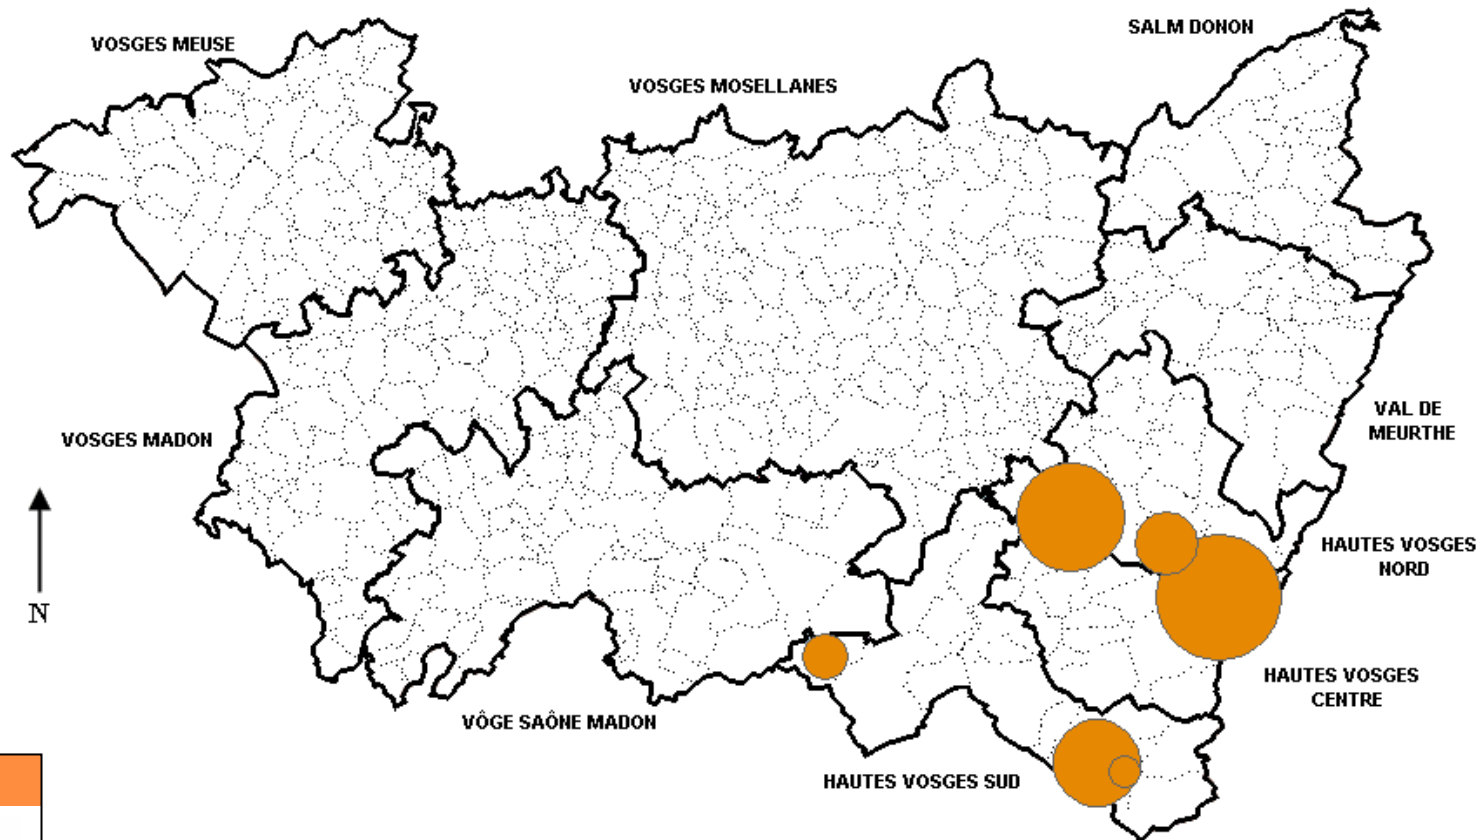 SALM DONON
VOSGES MEUSE
VOSGES MOSELLANES
VAL DE
MEURTHE
VOSGES MADON
HAUTES VOSGES
NORD
N
HAUTES VOSGES
CENTRE
VÔGE SAÔNE MADON
HAUTES VOSGES SUD